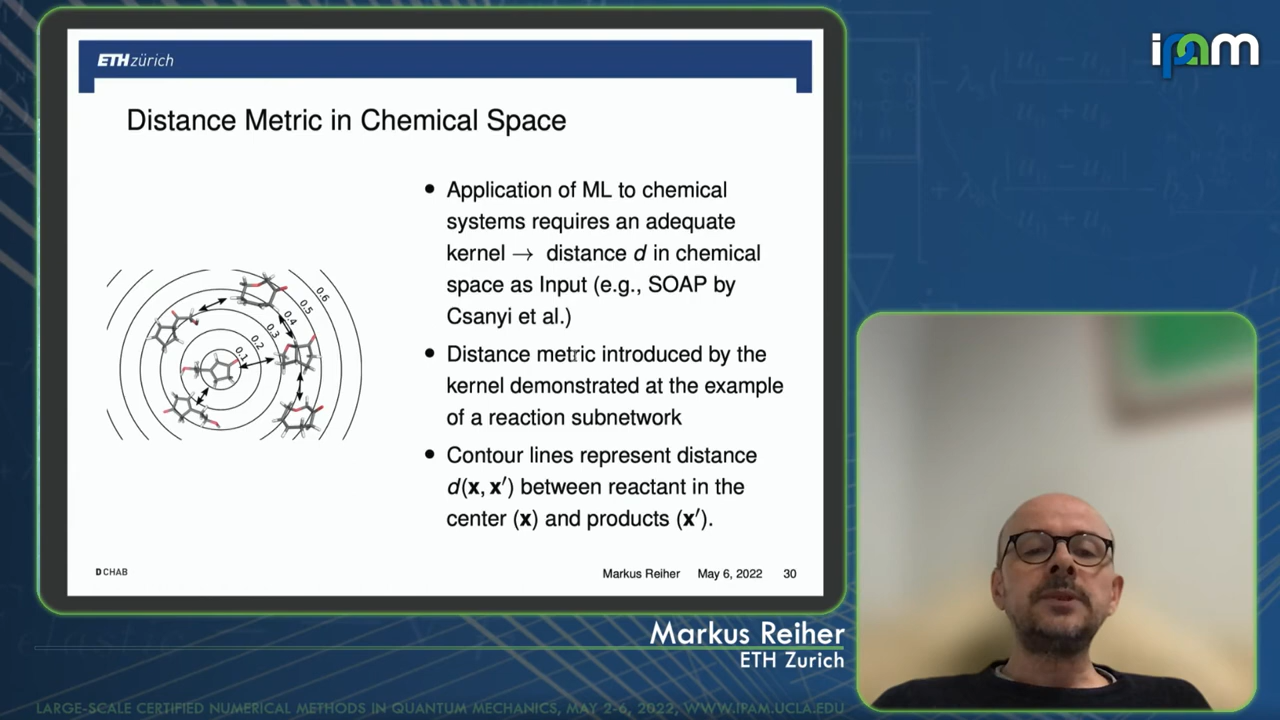 ETH zürich
ipam
Distance Metric in Chemical Space
• Application of ML to chemical
systems requires an adequate
kernel → distance d in chemical
space as Input (e.g., SOAP by
Csanyi et al.)
• Distance metric introduced by the
kernel demonstrated at the example
of a reaction subnetwork
• Contour lines represent distance
d(x, x′) between reactant in the
center (x) and products (x′).
0.1
0.2
0.3
0.4
0.5
0.6
D CHAB
Markus Reiher May 6, 2022 30
Markus Reiher
ETH Zurich
LARGE-SCALE CERTIFIED NUMERICAL METHODS IN QUANTUM MECHANICS, MAY 2-6, 2022, WWW.IPAM.UCLA.EDU